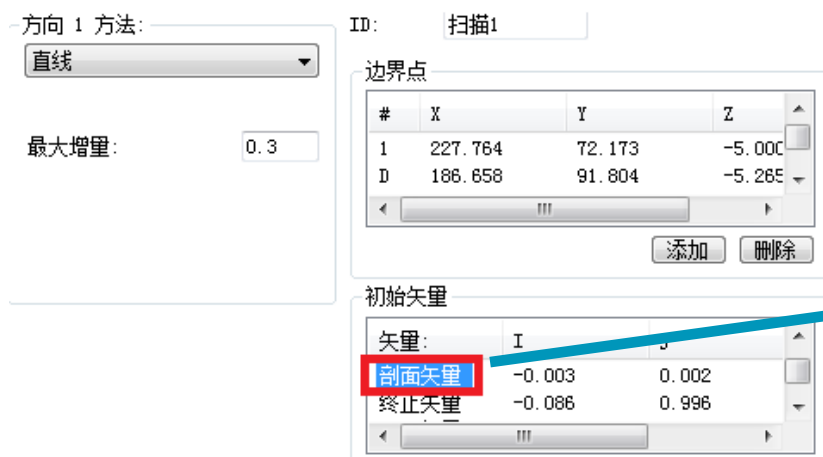 方向 1 方法:
直线
最大增量: 0.3
ID: 扫描1
边界点
# X Y Z
1 227.764 72.173 -5.000
D 186.658 91.804 -5.265
添加 删除
初始矢量
矢量: I
剖面矢量 -0.003 0.002
终止矢量 -0.086 0.996